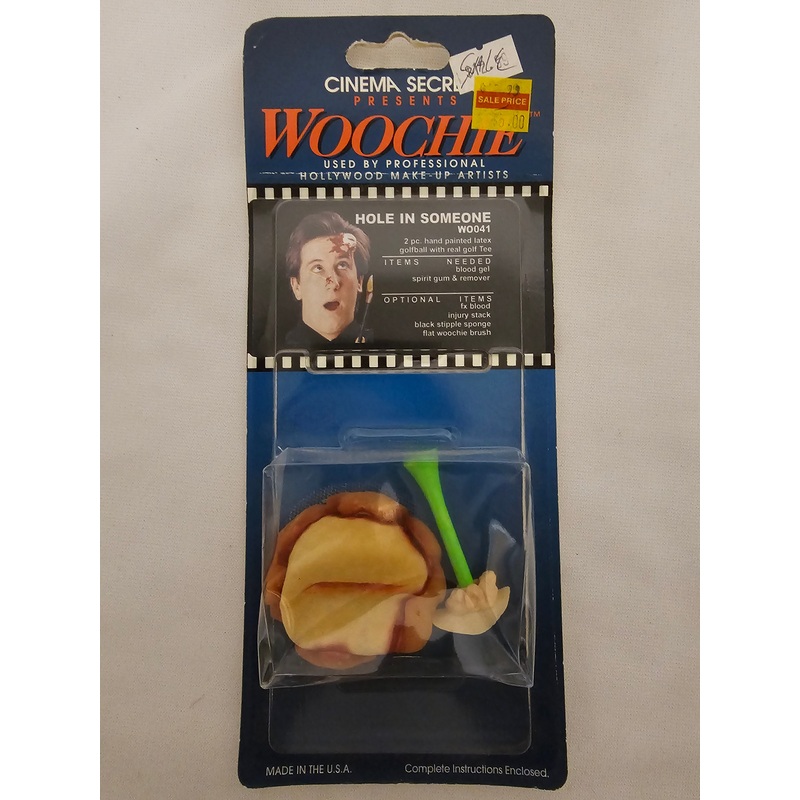 CINEMA SECRE
PRESENTS
WOOCHIE
USED BY PROFESSIONAL
HOLLYWOOD MAKE-UP ARTISTS
SALE PRICE
TM
HOLE IN SOMEONE
WO041
2 pc. hand painted latex
golfball with real golf Tee
ITEMS NEEDED
blood gel
spirit gum & remover
OPTIONAL ITEMS
fx blood
injury stack
black stipple sponge
flat woochie brush
MADE IN THE U.S.A.
Complete Instructions Enclosed.